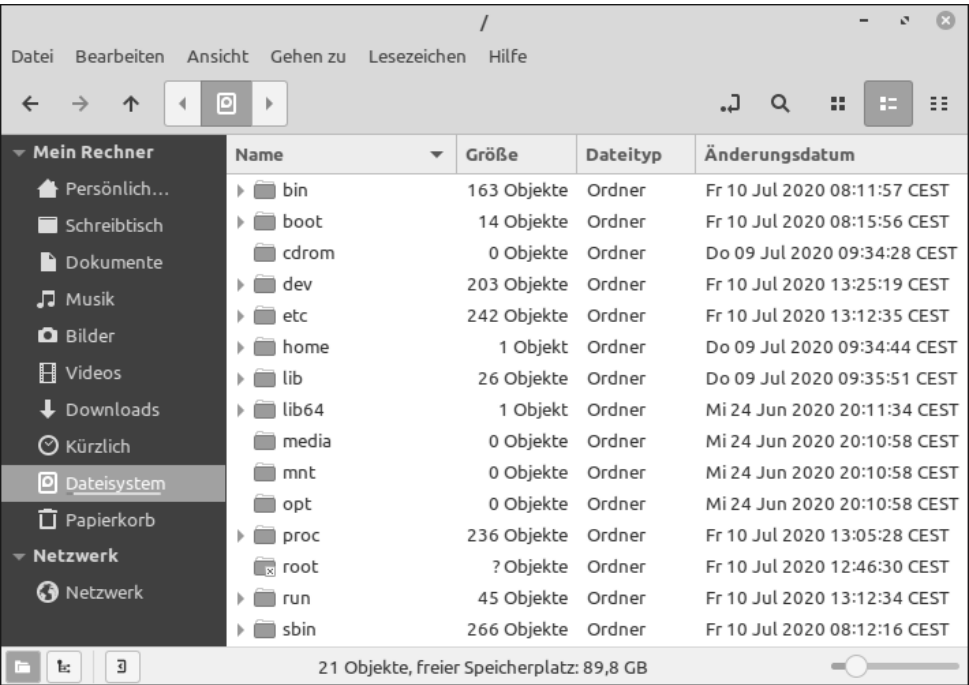 /
Datei Bearbeiten Ansicht Gehen zu Lesezeichen Hilfe
Mein Rechner
Persönlich...
Schreibtisch
Dokumente
Musik
Bilder
Videos
Downloads
Kürzlich
Dateisystem
Papierkorb
Netzwerk
Netzwerk
Name Größe Dateityp Änderungsdatum
bin 163 Objekte Ordner Fr 10 Jul 2020 08:11:57 CEST
boot 14 Objekte Ordner Fr 10 Jul 2020 08:15:56 CEST
cdrom 0 Objekte Ordner Do 09 Jul 2020 09:34:28 CEST
dev 203 Objekte Ordner Fr 10 Jul 2020 13:25:19 CEST
etc 242 Objekte Ordner Fr 10 Jul 2020 13:12:35 CEST
home 1 Objekt Ordner Do 09 Jul 2020 09:34:44 CEST
lib 26 Objekte Ordner Do 09 Jul 2020 09:35:51 CEST
lib64 1 Objekt Ordner Mi 24 Jun 2020 20:11:34 CEST
media 0 Objekte Ordner Mi 24 Jun 2020 20:10:58 CEST
mnt 0 Objekte Ordner Mi 24 Jun 2020 20:10:58 CEST
opt 0 Objekte Ordner Mi 24 Jun 2020 20:10:58 CEST
proc 236 Objekte Ordner Fr 10 Jul 2020 13:05:28 CEST
root ? Objekte Ordner Fr 10 Jul 2020 12:46:30 CEST
run 45 Objekte Ordner Fr 10 Jul 2020 13:12:34 CEST
sbin 266 Objekte Ordner Fr 10 Jul 2020 08:12:16 CEST
21 Objekte, freier Speicherplatz: 89,8 GB